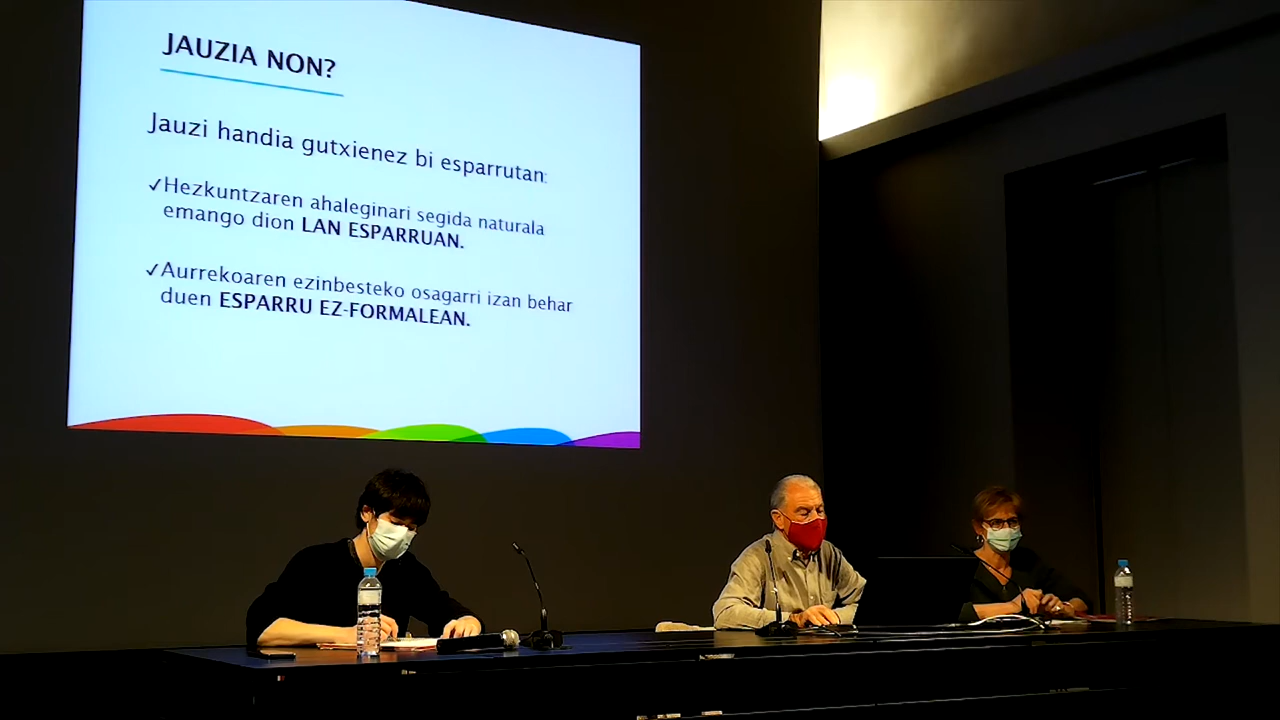 JAUZIA NON?
Jauzi handia gutxienez bi esparrutan:
✓Hezkuntzaren ahaleginari segida naturala
emango dion LAN ESPARRUAN.
✓Aurrekoaren ezinbesteko osagarri izan behar
duen ESPARRU EZ-FORMALEAN.